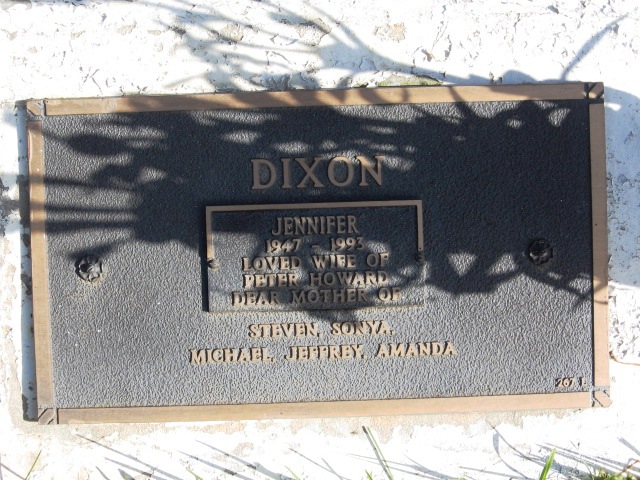 DIXON
JENNIFER
1947 - 1993
LOVED WIFE OF
PETER HOWARD
DEAR MOTHER OF
STEVEN, SONYA,
MICHAEL, JEFFREY, AMANDA